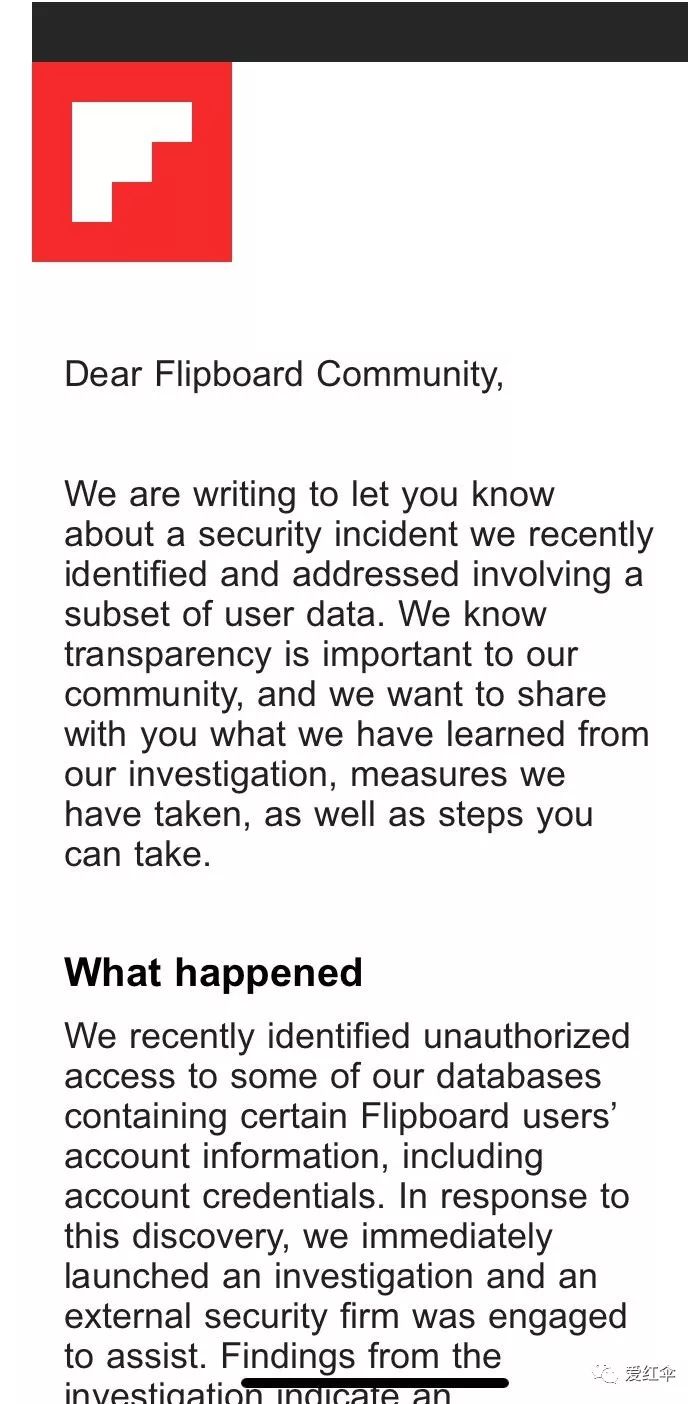 Dear Flipboard Community,
We are writing to let you know
about a security incident we recently
identified and addressed involving a
subset of user data. We know
transparency is important to our
community, and we want to share
with you what we have learned from
our investigation, measures we
have taken, as well as steps you
can take.
What happened
We recently identified unauthorized
access to some of our databases
containing certain Flipboard users’
account information, including
account credentials. In response to
this discovery, we immediately
launched an investigation and an
external security firm was engaged
to assist. Findings from the
investigation indicate an
爱红伞